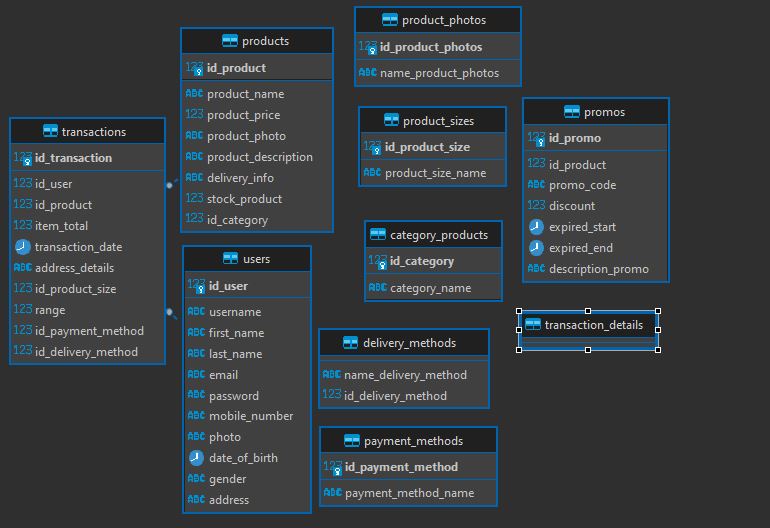 transactions
123 id_transaction
123 id_user
123 id_product
123 item_total
transaction_date
ABC address_details
123 id_product_size
123 range
123 id_payment_method
123 id_delivery_method
products
123 id_product
ABC product_name
123 product_price
ABC product_photo
ABC product_description
ABC delivery_info
123 stock_product
123 id_category
users
123 id_user
ABC username
ABC first_name
ABC last_name
ABC email
ABC password
ABC mobile_number
ABC photo
date_of_birth
ABC gender
ABC address
product_photos
123 id_product_photos
ABC name_product_photos
product_sizes
123 id_product_size
ABC product_size_name
category_products
123 id_category
ABC category_name
delivery_methods
ABC name_delivery_method
123 id_delivery_method
payment_methods
123 id_payment_method
ABC payment_method_name
promos
123 id_promo
123 id_product
ABC promo_code
123 discount
expired_start
expired_end
ABC description_promo
transaction_details